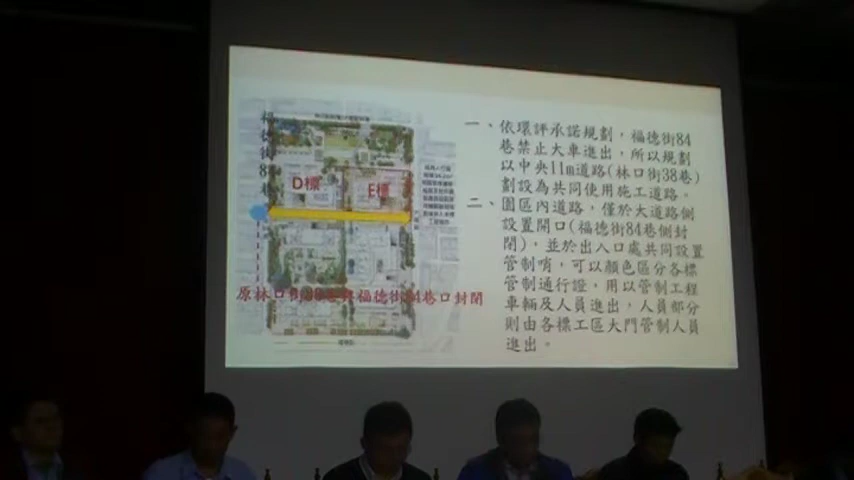 福德街84巷
D標
E標
原林口街38巷與福德街84巷口封閉
一、依環評承諾規劃，福德街84
巷禁止大車進出，所以規劃
以中央11m道路(林口街38巷)
劃設為共同使用施工道路。
二、園區內道路，僅於大道路側
設置開口(福德街84巷側封
閉)，並於出入口處共同設置
管制哨，可以顏色區分各標
管制通行證，用以管制工程
車輛及人員進出，人員部分
則由各標工區大門管制人員
進出。